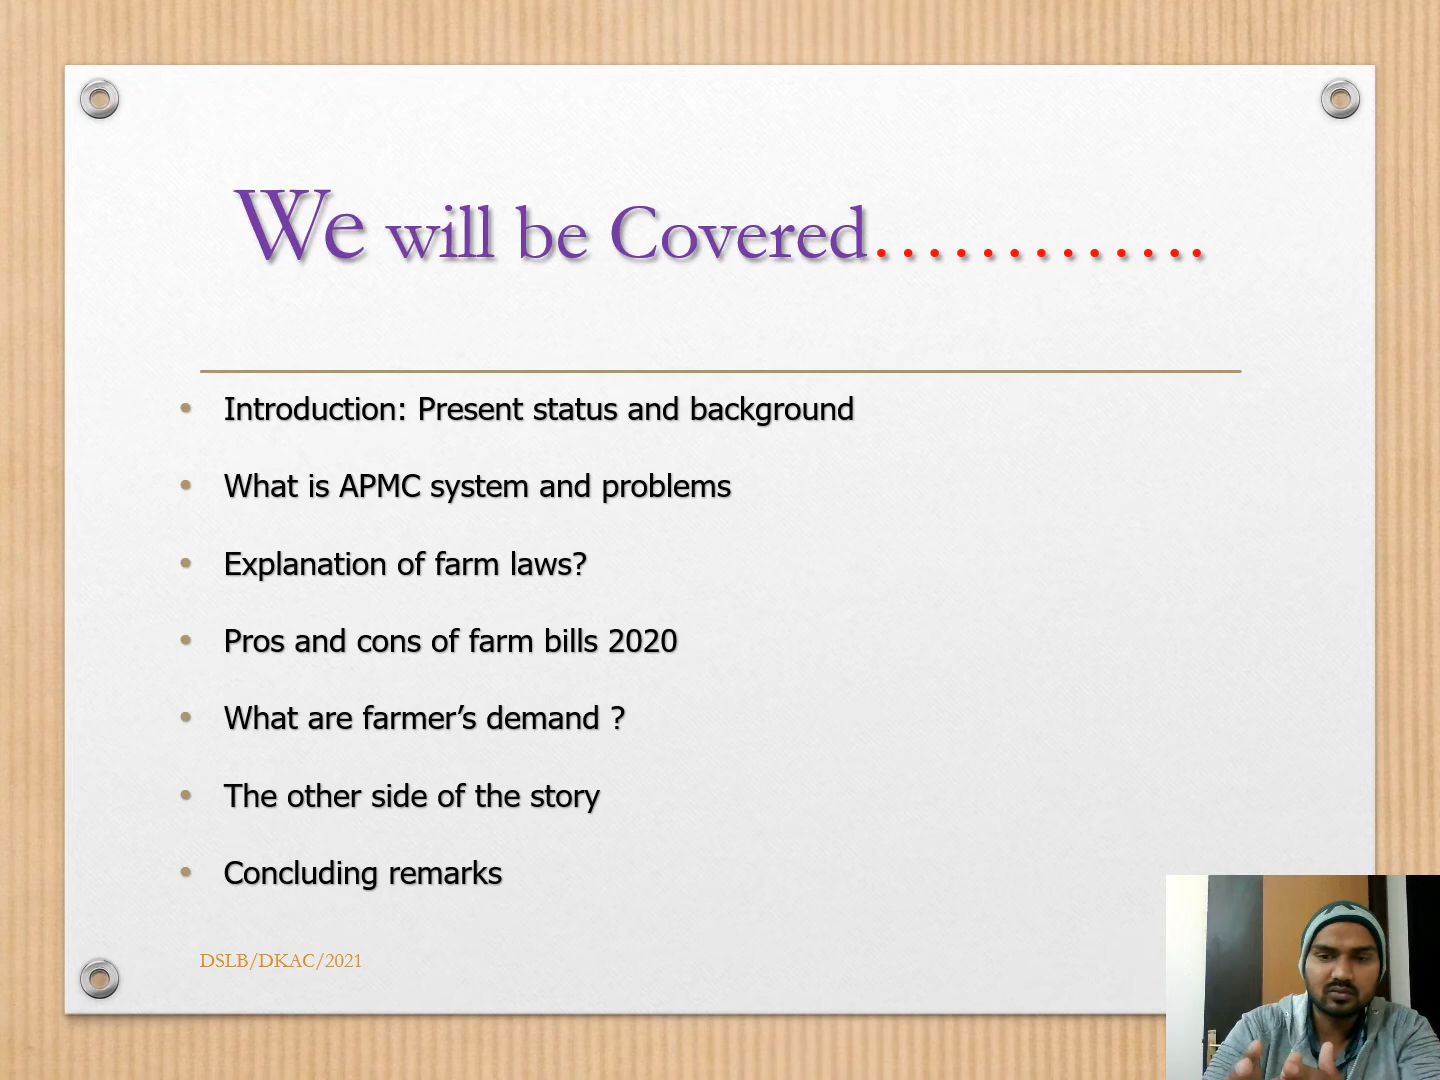 We will be Covered.............
• Introduction: Present status and background
• What is APMC system and problems
• Explanation of farm laws?
• Pros and cons of farm bills 2020
• What are farmer’s demand ?
• The other side of the story
• Concluding remarks
DSLB/DKAC/2021